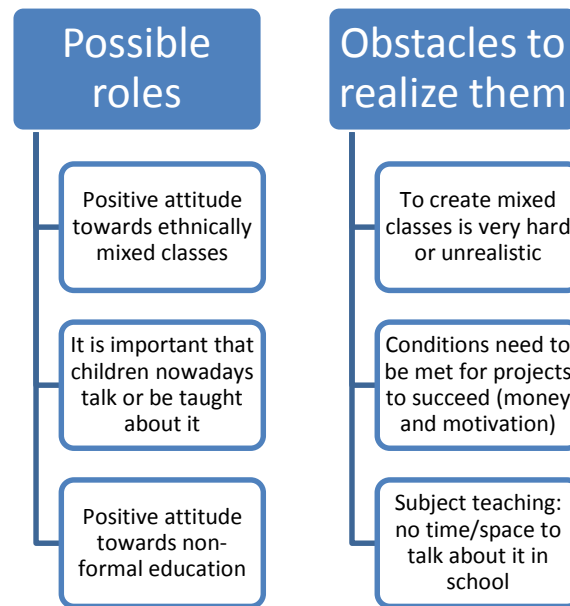 Possible
roles
Positive attitude
towards ethnically
mixed classes
It is important that
children nowadays
talk or be taught
about it
Positive attitude
towards non-
formal education
Obstacles to
realize them
To create mixed
classes is very hard
or unrealistic
Conditions need to
be met for projects
to succeed (money
and motivation)
Subject teaching:
no time/space to
talk about it in
school